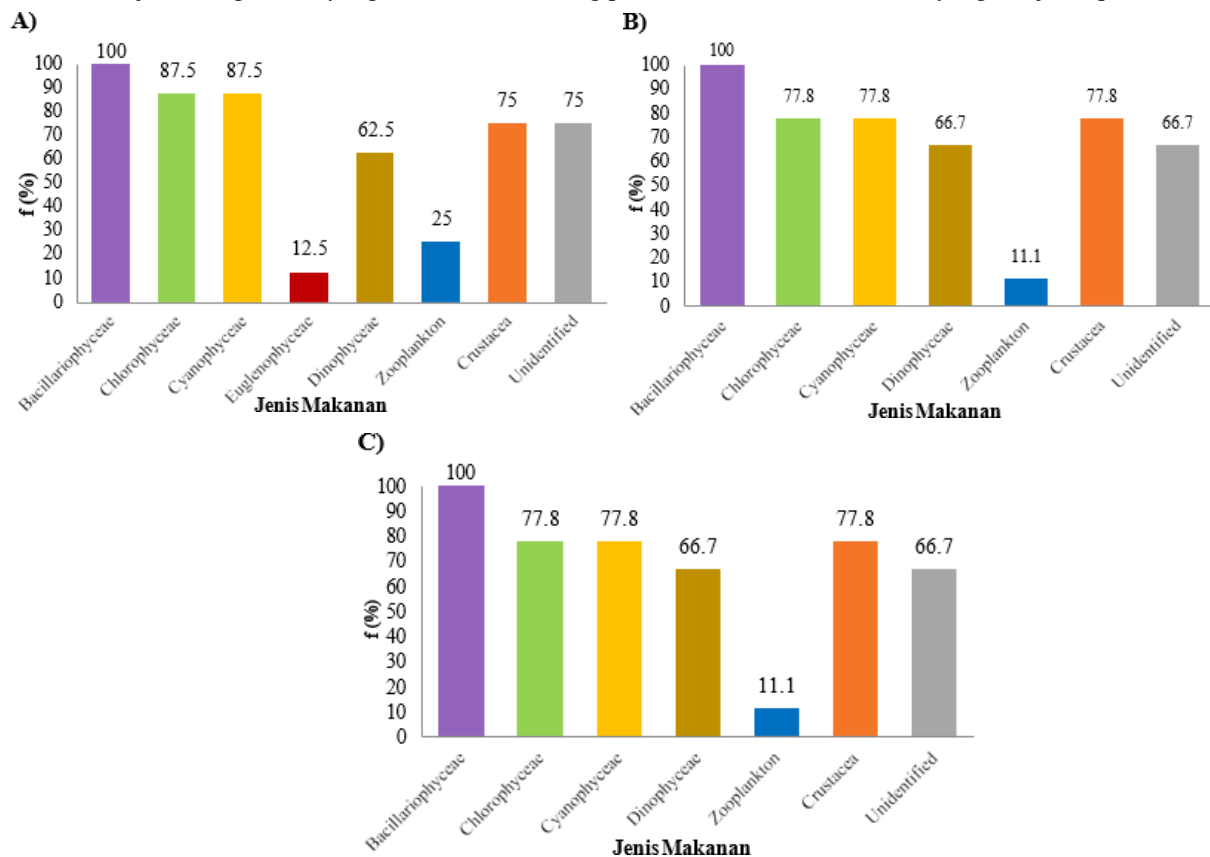 A)
100
87.5
87.5
12.5
62.5
25
75
75
100
90
80
70
60
50
40
30
20
10
0
f (%)
Bacillariophyceae
Chlorophyceae
Cyanophyceae
Euglenophyceae
Dinophyceae
Zooplankton
Crustacea
Unidentified
Jenis Makanan
B)
100
77.8
77.8
66.7
11.1
77.8
66.7
100
90
80
70
60
50
40
30
20
10
0
f (%)
Bacillariophyceae
Chlorophyceae
Cyanophyceae
Dinophyceae
Zooplankton
Crustacea
Unidentified
Jenis Makanan
C)
100
77.8
77.8
66.7
11.1
77.8
66.7
100
90
80
70
60
50
40
30
20
10
0
f (%)
Bacillariophyceae
Chlorophyceae
Cyanophyceae
Dinophyceae
Zooplankton
Crustacea
Unidentified
Jenis Makanan